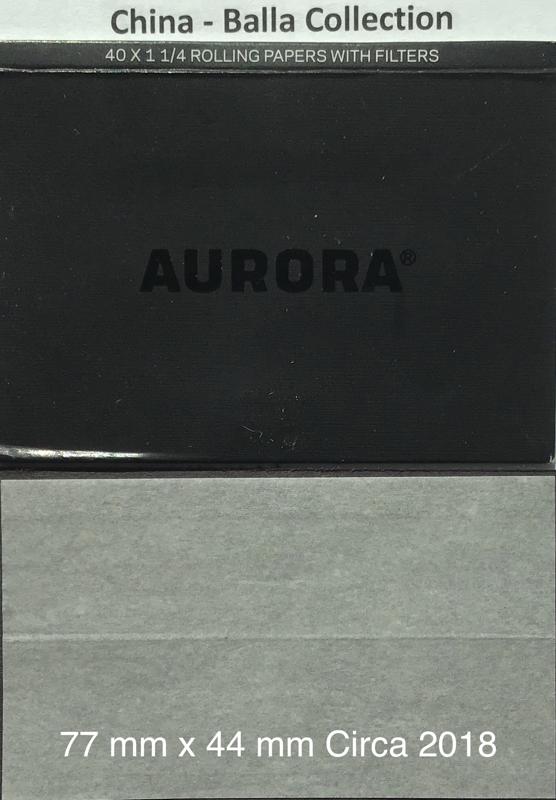 China - Balla Collection
40 X 1 1/4 ROLLING PAPERS WITH FILTERS
AURORA®
77 mm x 44 mm Circa 2018